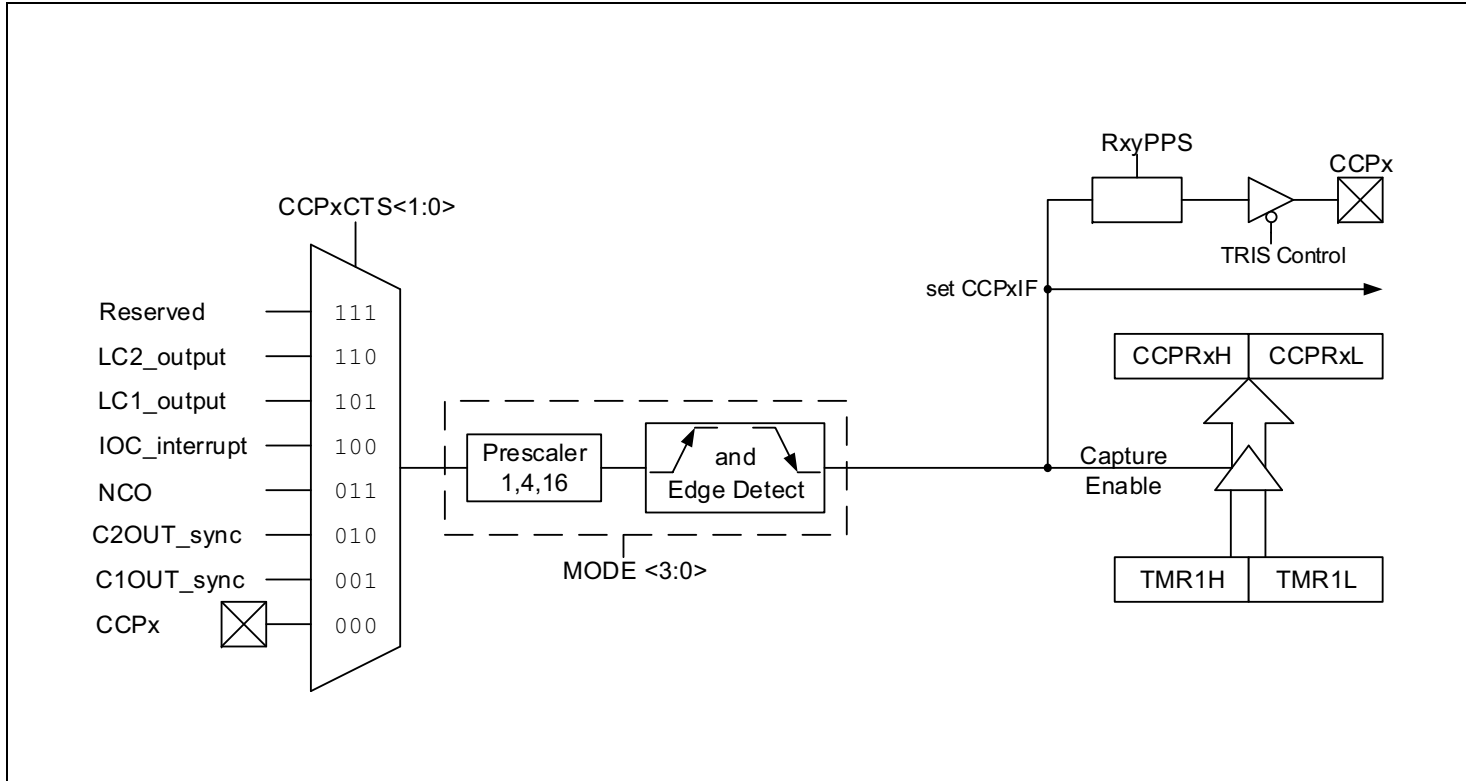 RxyPPS
CCPx
CCPxCTS<1:0>
TRIS Control
set CCPxIF
Reserved
111
LC2_output
110
CCPRxH
CCPRxL
LC1_output
101
IOC_interrupt
100
Prescaler
1,4,16
and
Edge Detect
Capture
Enable
NCO
011
C2OUT_sync
010
MODE <3:0>
C1OUT_sync
001
TMR1H
TMR1L
CCPx
000